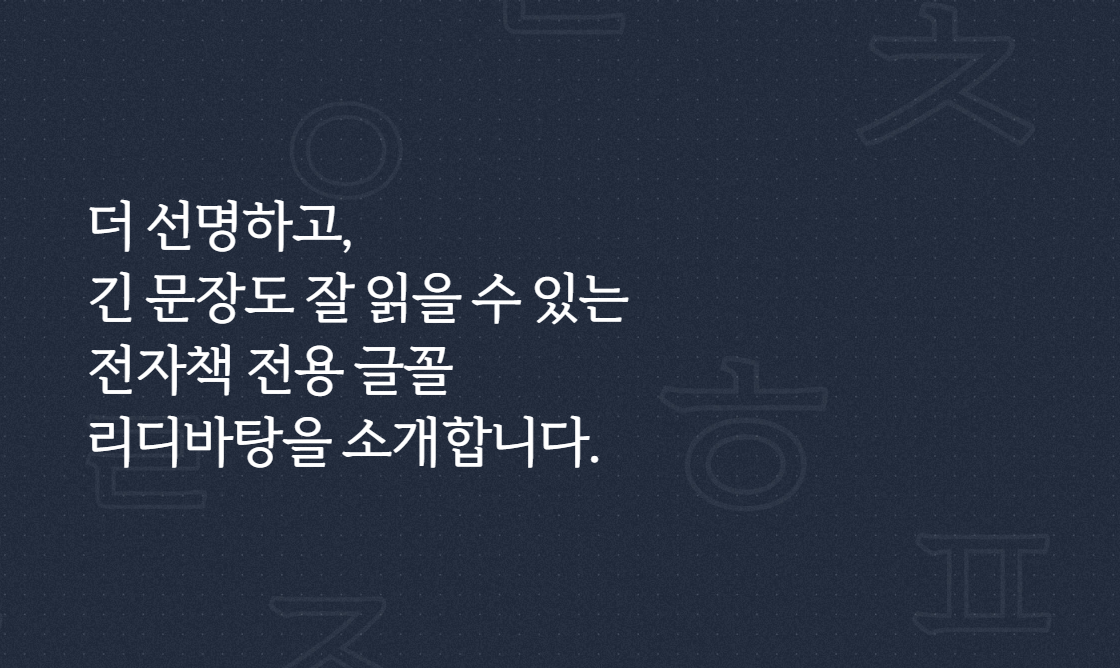 더 선명하고,
긴 문장도 잘 읽을 수 있는
전자책 전용 글꼴
리디바탕을 소개합니다.
ㅇ
ㅊ
ㅎ
ㅍ